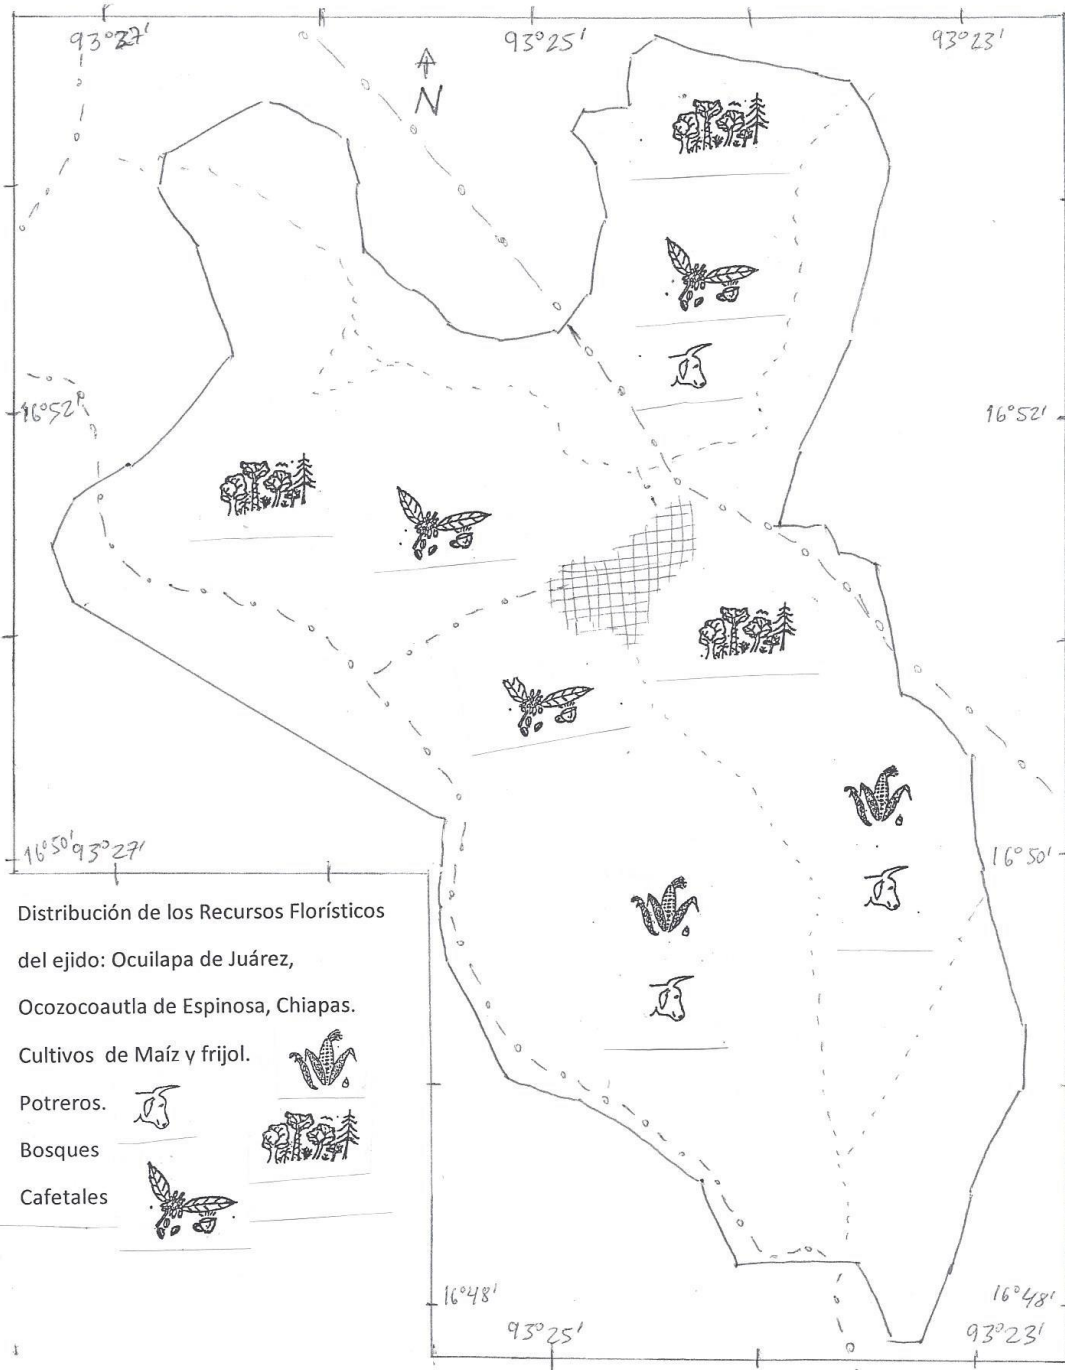 93°27' 93°25' 93°23'
N
16°52' 16°52'
16°50' 93°27' 16°50'
Distribución de los Recursos Florísticos
del ejido: Ocuilapa de Juárez,
Ocozocoautla de Espinosa, Chiapas.
Cultivos de Maíz y frijol.
Potreros.
Bosques
Cafetales
16°48' 16°48'
93°25' 93°23'